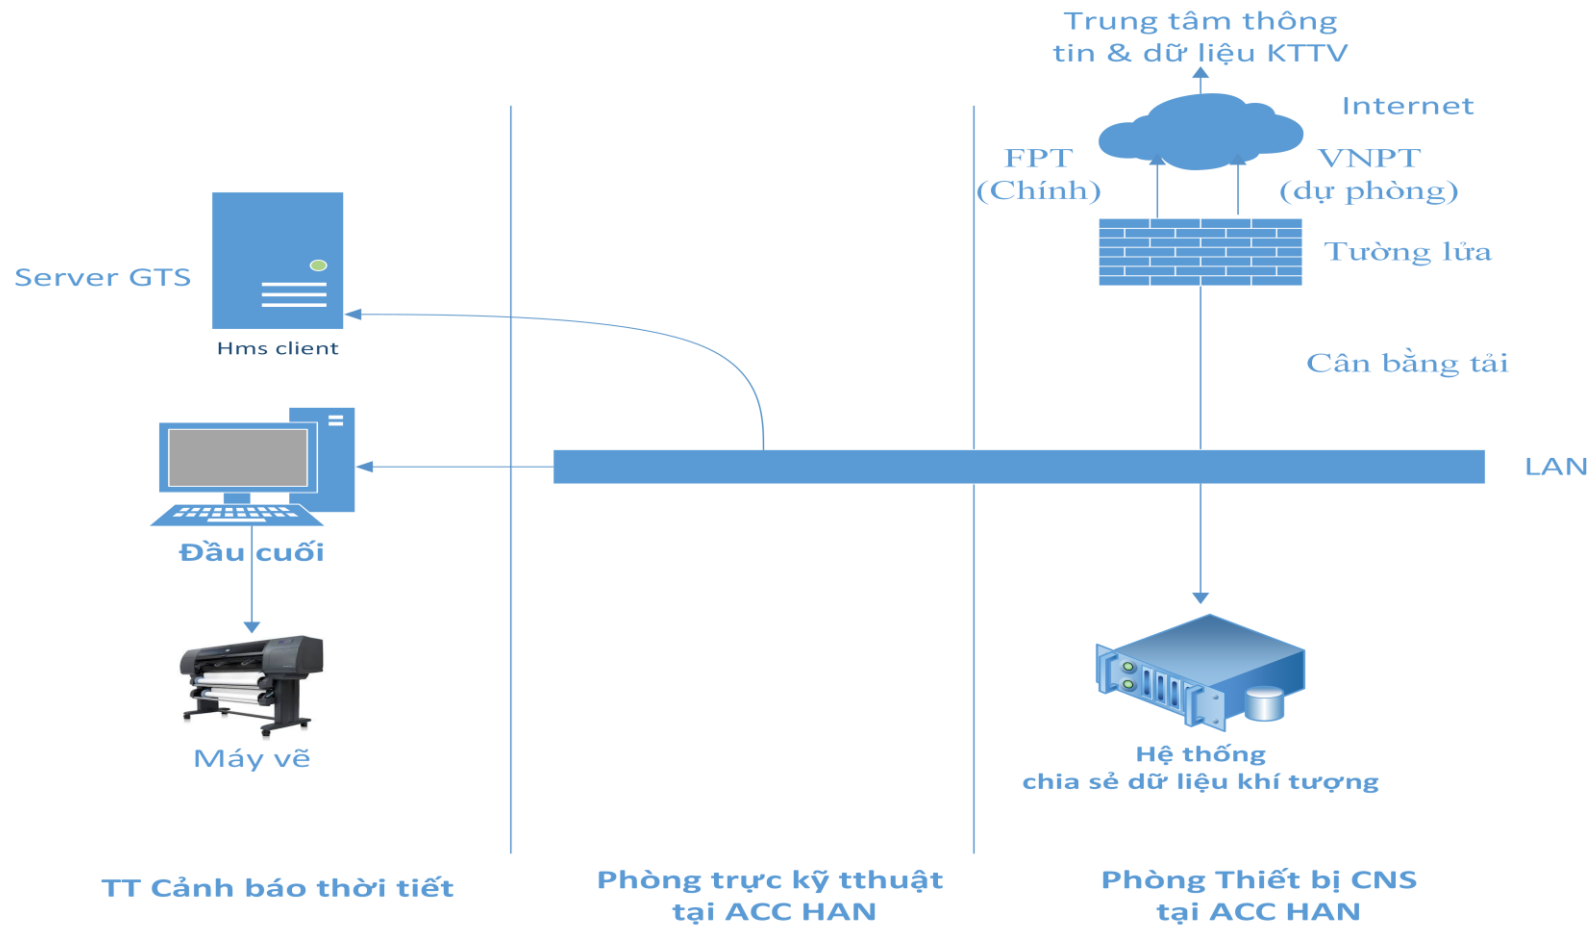 Trung tâm thông
tin & dữ liệu KTTV
Internet
FPT
(Chính)
VNPT
(dự phòng)
Tường lửa
Server GTS
Hms client
Cân bằng tải
LAN
Đầu cuối
Máy vẽ
Hệ thống
chia sẻ dữ liệu khí tượng
TT Cảnh báo thời tiết
Phòng trực kỹ tthuật
tại ACC HAN
Phòng Thiết bị CNS
tại ACC HAN